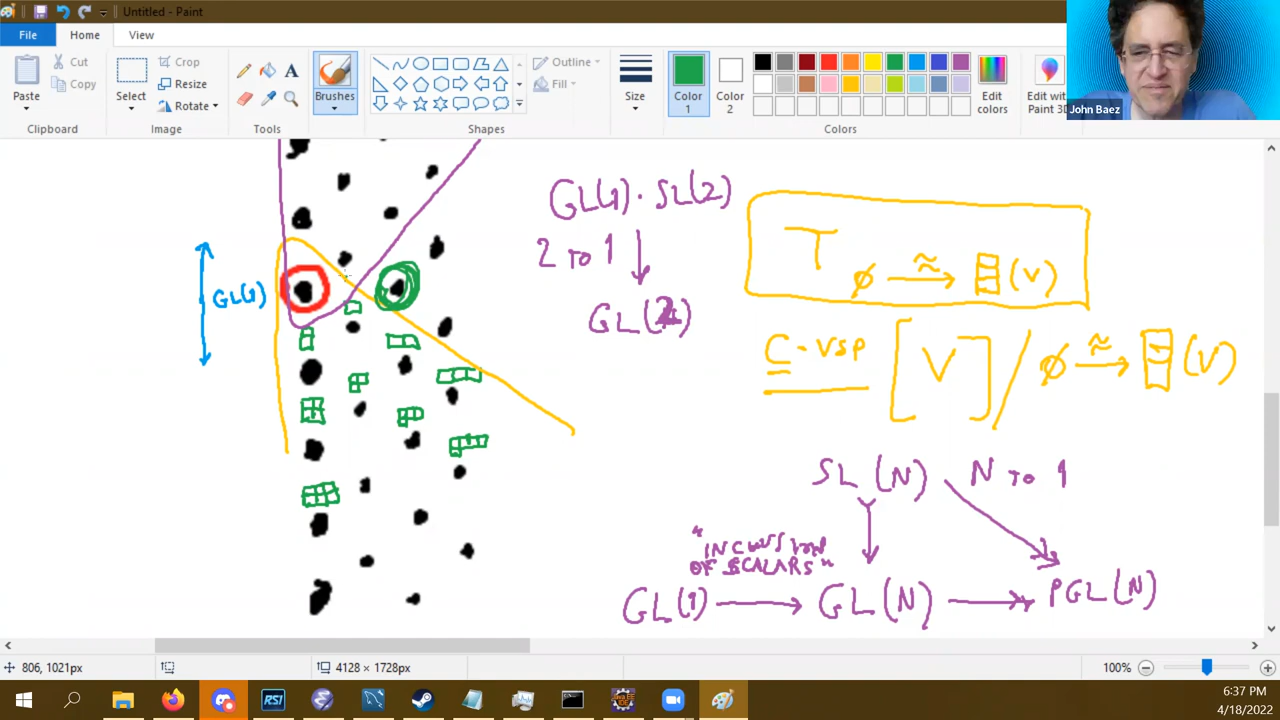 Untitled - Paint
File
Home
View
Cut
Copy
Paste
Clipboard
Crop
Resize
Rotate
Select
Image
Tools
Brushes
Outline
Fill
Shapes
Size
Color 1
Color 2
Edit colors
Colors
Edit with Paint 3D
John Baez
GL(1)
GL(1) · SL(2)
2 TO 1
GL(2)
T ∅ ≈→ (V)
C-VSP [V] / ∅ ≈→ (V)
SL(N) N TO 1
"INCLUSION
OF SCALARS"
GL(1) → GL(N) → PGL(N)
806, 1021px
4128 × 1728px
100%
RSI
6:37 PM
4/18/2022